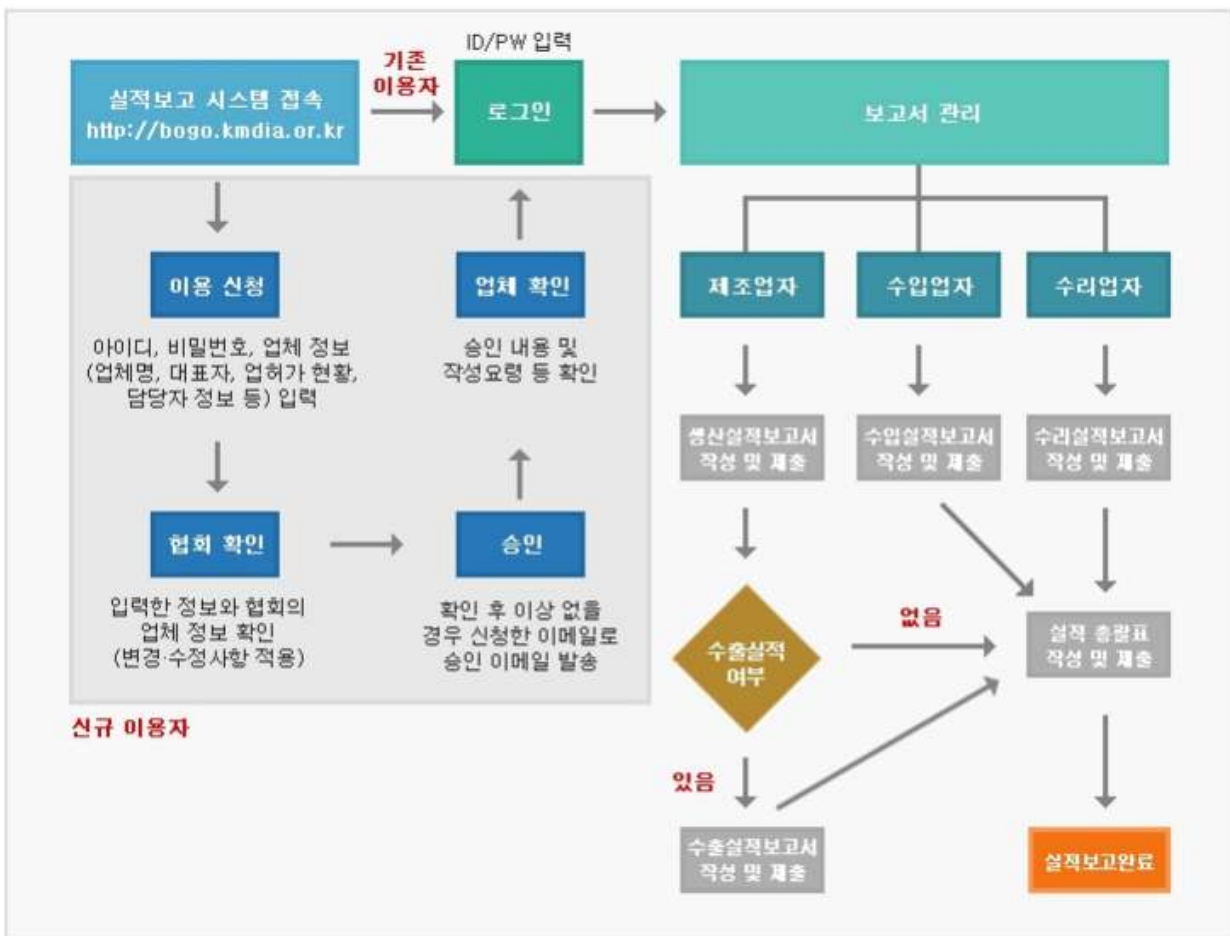 ID/PW 입력
기존
이용자
실적보고 시스템 접속
http://bogo.kmdia.or.kr
로그인
보고서 관리
이용 신청
업체 확인
아이디, 비밀번호, 업체 정보
(업체명, 대표자, 업허가 현황,
담당자 정보 등) 입력
승인 내용 및
작성요령 등 확인
협회 확인
승인
입력한 정보와 협회의
업체 정보 확인
(변경·수정사항 적용)
확인 후 이상 없을
경우 신청한 이메일로
승인 이메일 발송
신규 이용자
제조업자
수입업자
수리업자
생산실적보고서
작성 및 제출
수입실적보고서
작성 및 제출
수리실적보고서
작성 및 제출
수출실적
여부
없음
실적 총괄표
작성 및 제출
있음
수출실적보고서
작성 및 제출
실적보고완료